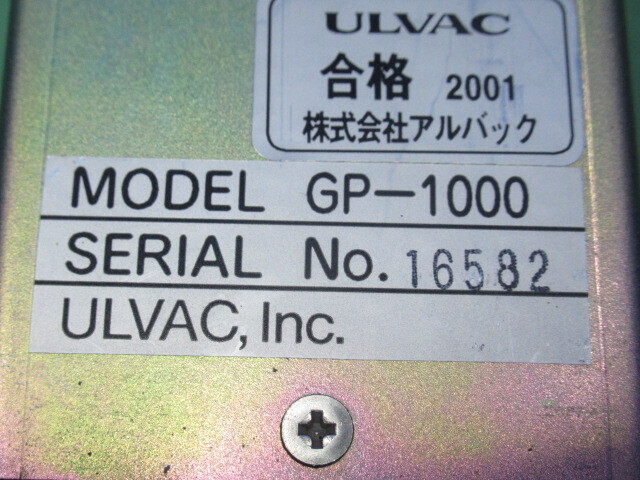 ULVAC
合格 2001
株式会社アルバック
MODEL GP-1000
SERIAL No. 16582
ULVAC, Inc.